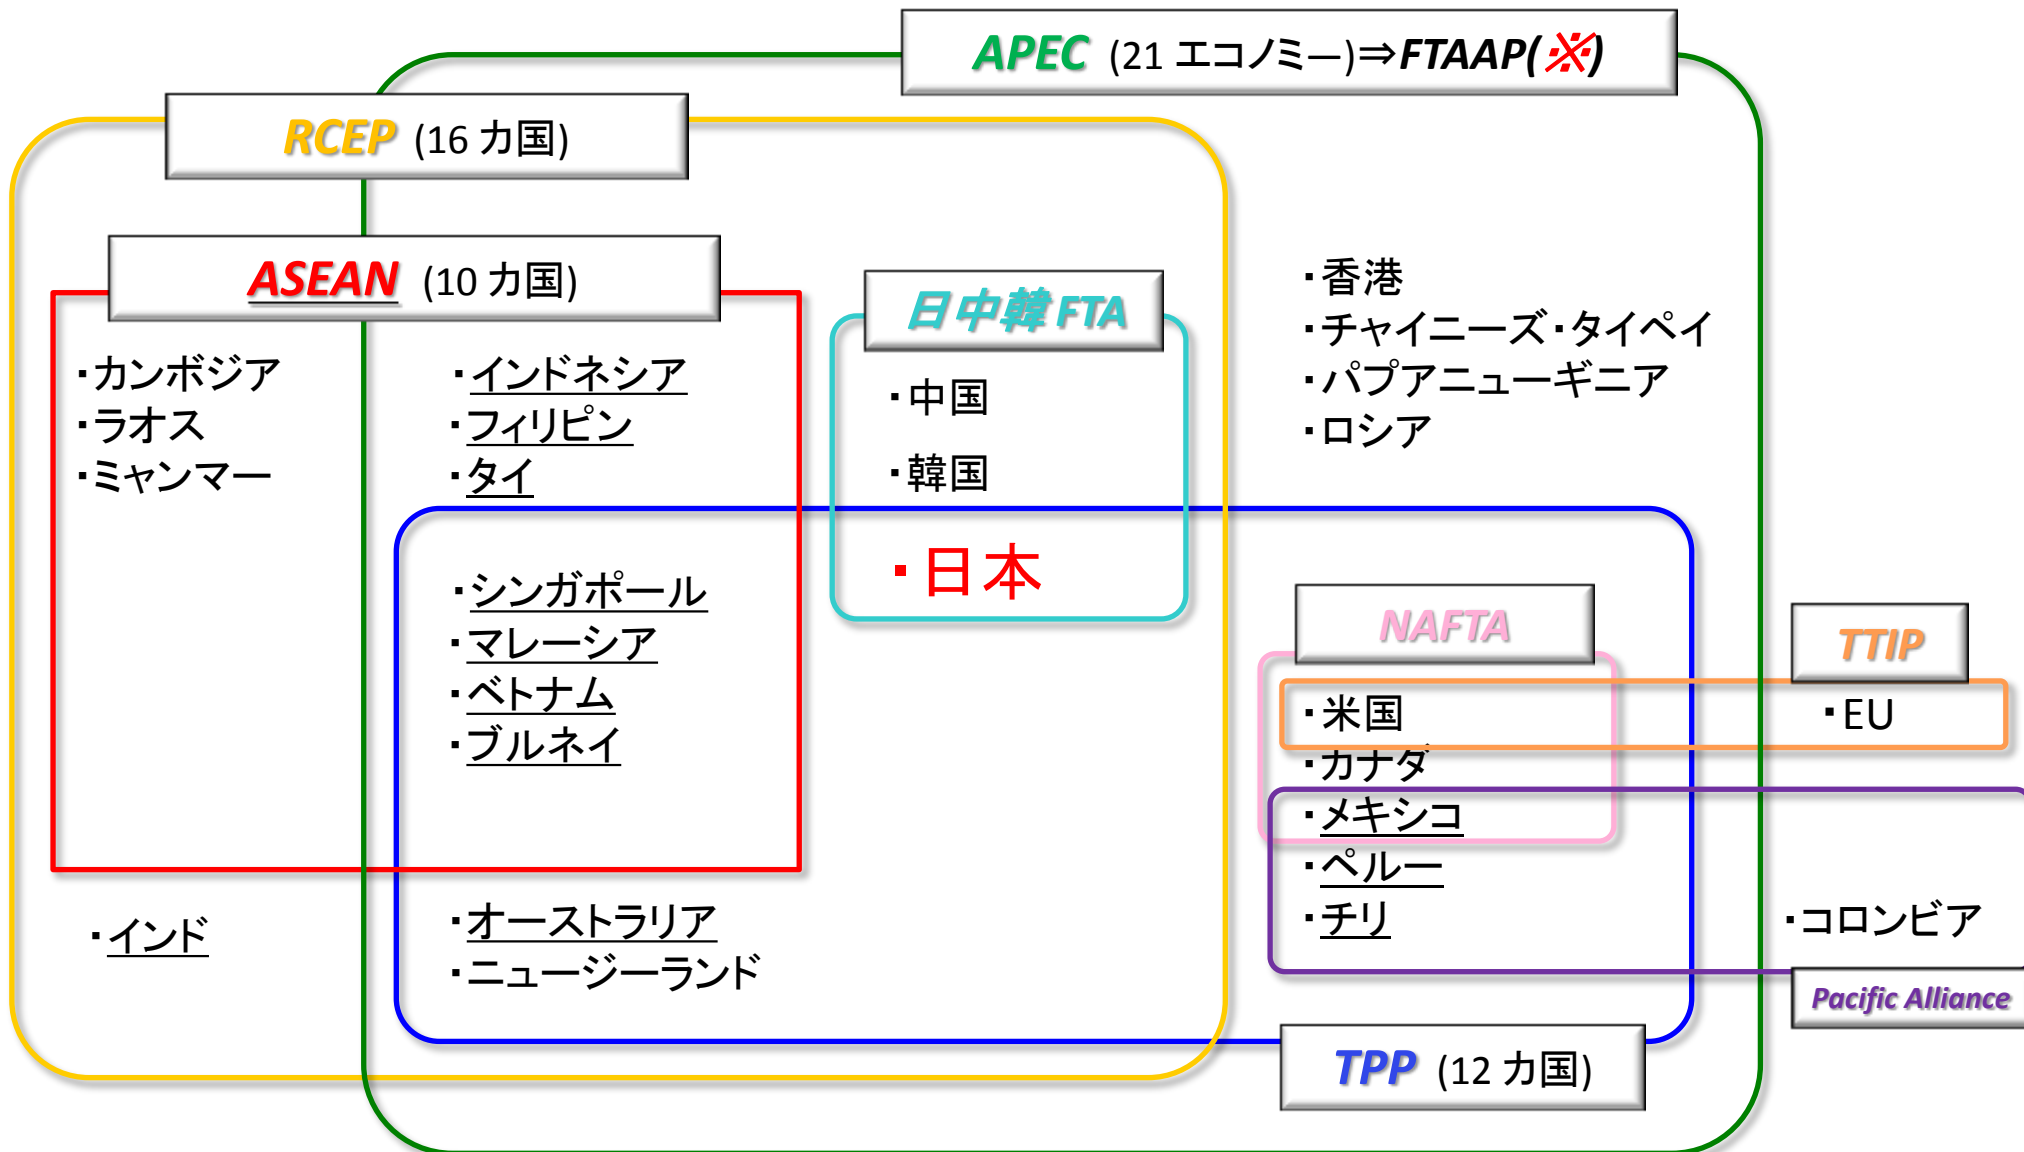 APEC (21 エコノミー)⇒FTAAP(※)
RCEP (16 カ国)
ASEAN (10 カ国)
・カンボジア
・ラオス
・ミャンマー
・インドネシア
・フィリピン
・タイ
日中韓FTA
・中国
・韓国
・日本
・香港
・チャイニーズ・タイペイ
・パプアニューギニア
・ロシア
・シンガポール
・マレーシア
・ベトナム
・ブルネイ
NAFTA
・米国
・カナダ
・メキシコ
・ペルー
・チリ
TTIP
・EU
・インド
・オーストラリア
・ニュージーランド
・コロンビア
Pacific Alliance
TPP (12 カ国)